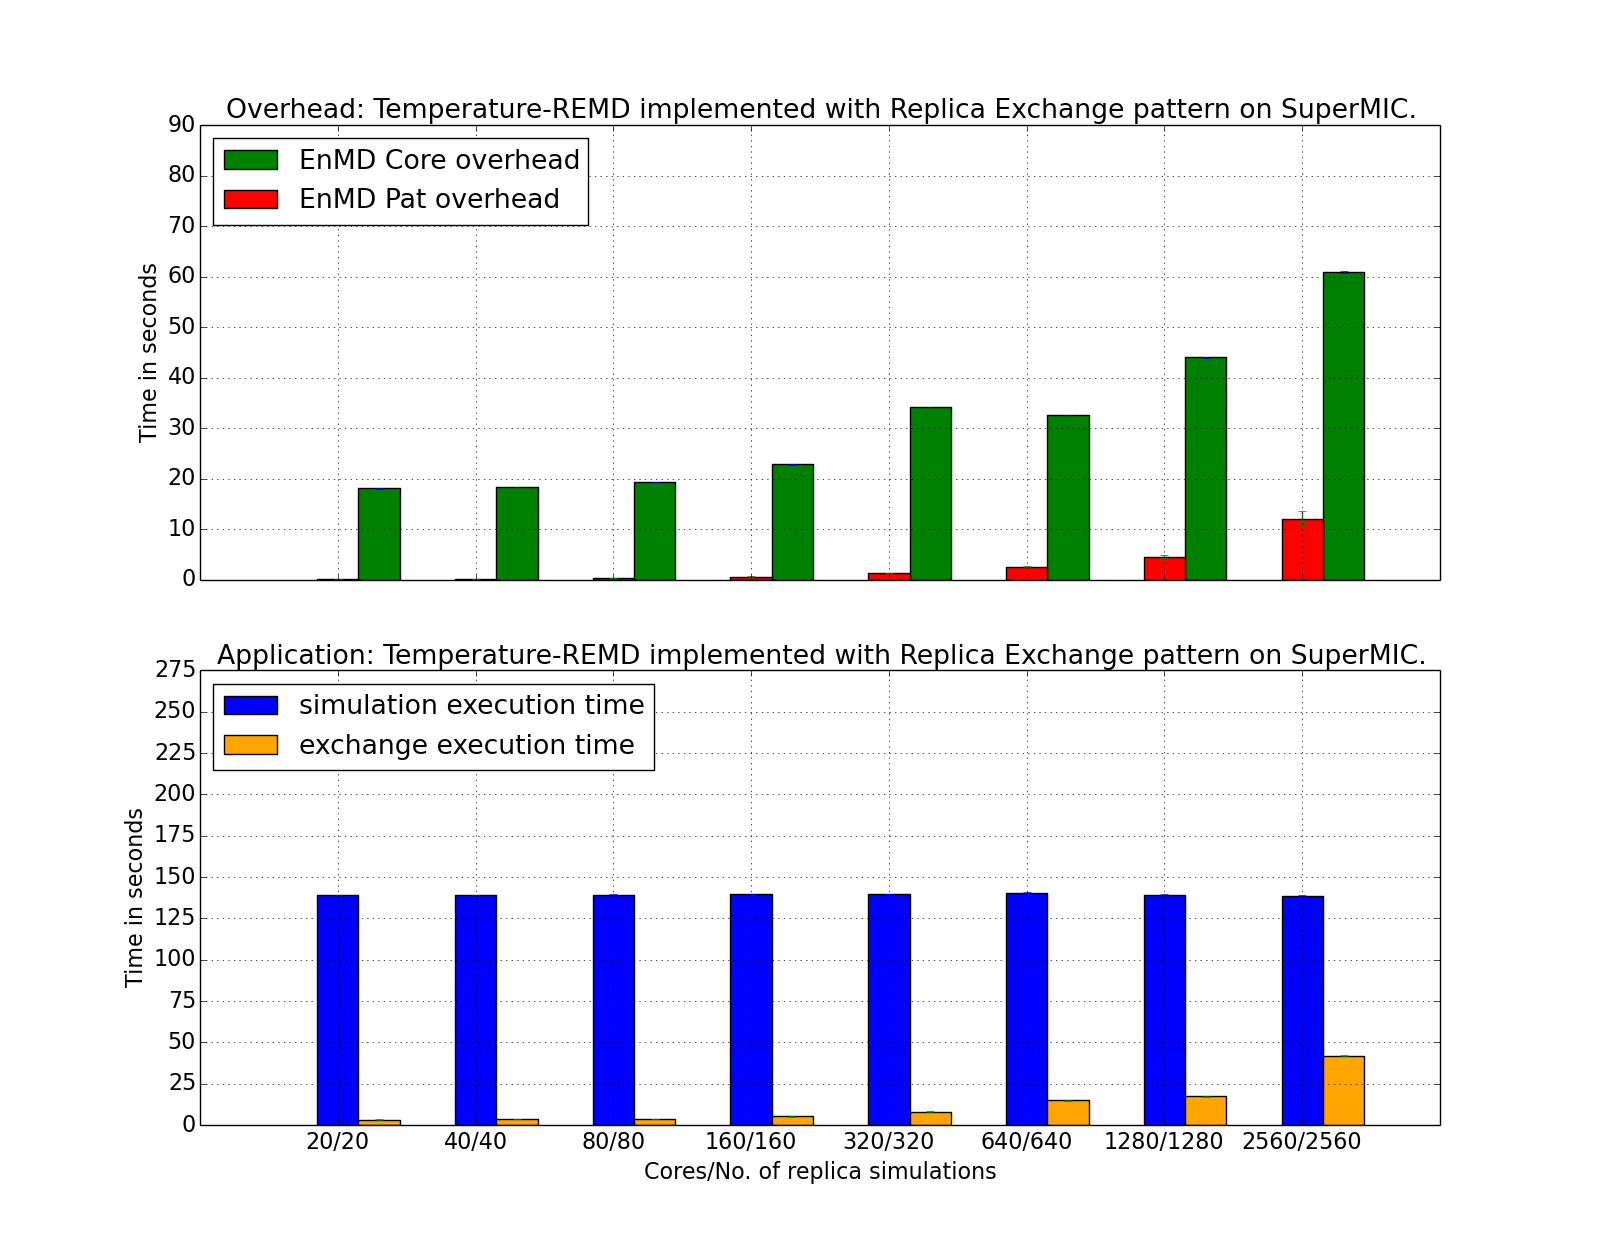 Overhead: Temperature-REMD implemented with Replica Exchange pattern on SuperMIC.
90
80
70
60
50
40
30
20
10
0
Time in seconds
EnMD Core overhead
EnMD Pat overhead
Application: Temperature-REMD implemented with Replica Exchange pattern on SuperMIC.
275
250
225
200
175
150
125
100
75
50
25
0
Time in seconds
simulation execution time
exchange execution time
20/20 40/40 80/80 160/160 320/320 640/640 1280/1280 2560/2560
Cores/No. of replica simulations